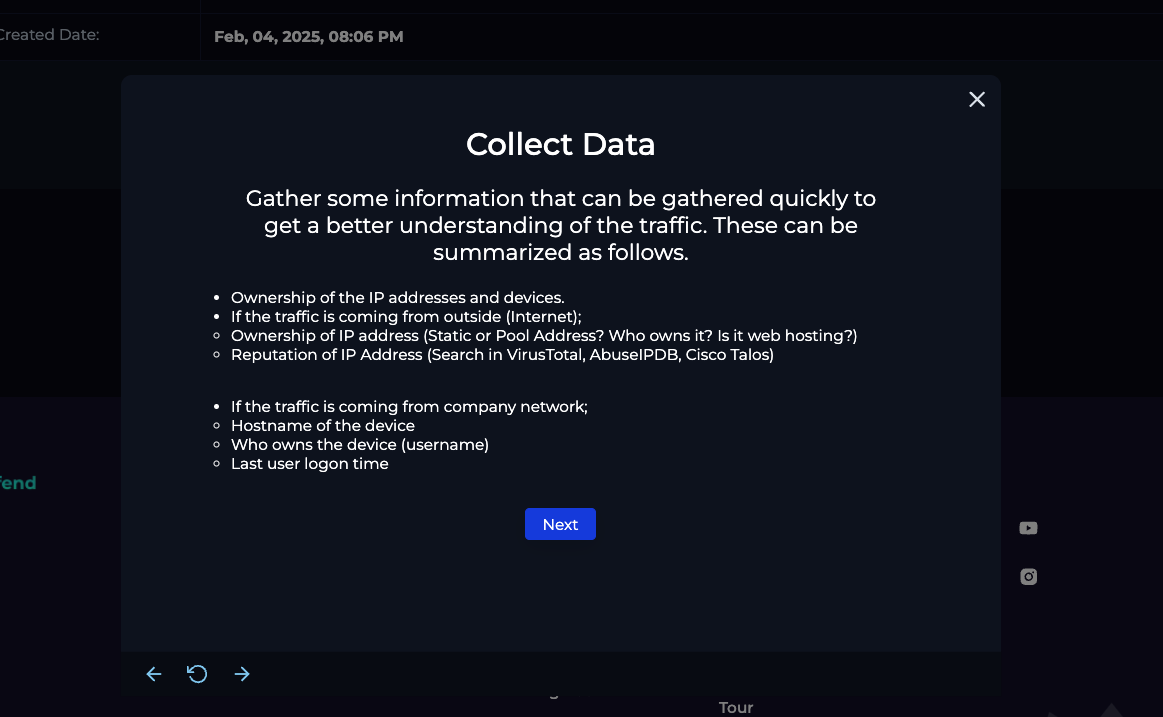 Created Date:
Feb, 04, 2025, 08:06 PM
Collect Data
Gather some information that can be gathered quickly to
get a better understanding of the traffic. These can be
summarized as follows.
Ownership of the IP addresses and devices.
If the traffic is coming from outside (Internet);
Ownership of IP address (Static or Pool Address? Who owns it? Is it web hosting?)
Reputation of IP Address (Search in VirusTotal, AbuseIPDB, Cisco Talos)
If the traffic is coming from company network;
Hostname of the device
Who owns the device (username)
Last user logon time
fend
Next
Tour